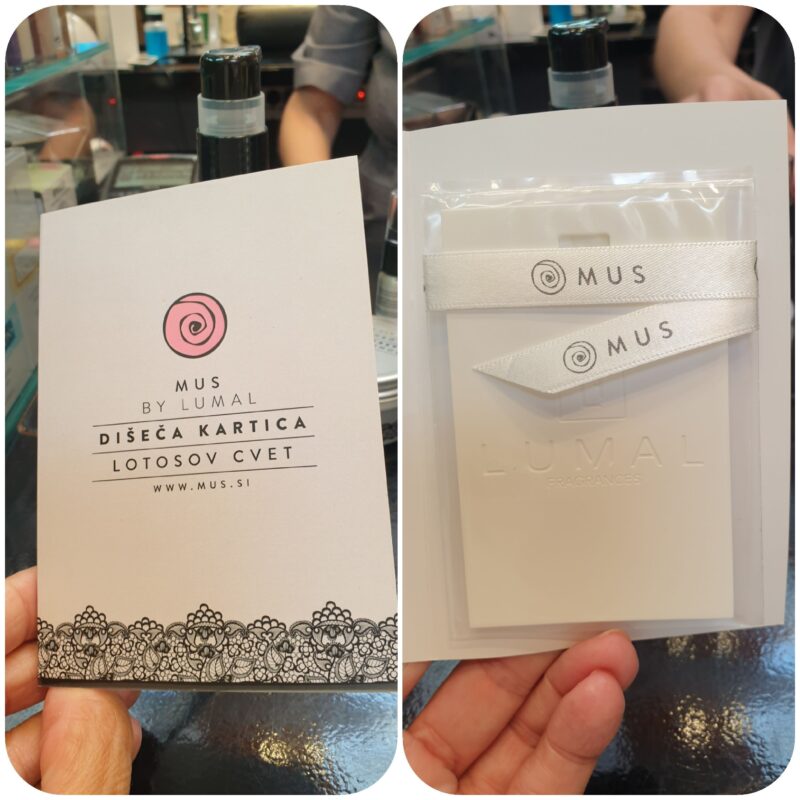 MUS
BY LUMAL
DIŠEČA KARTICA
LOTOSOV CVET
WWW.MUS.SI
MUS
MUS
LUMAL
FRAGRANCES